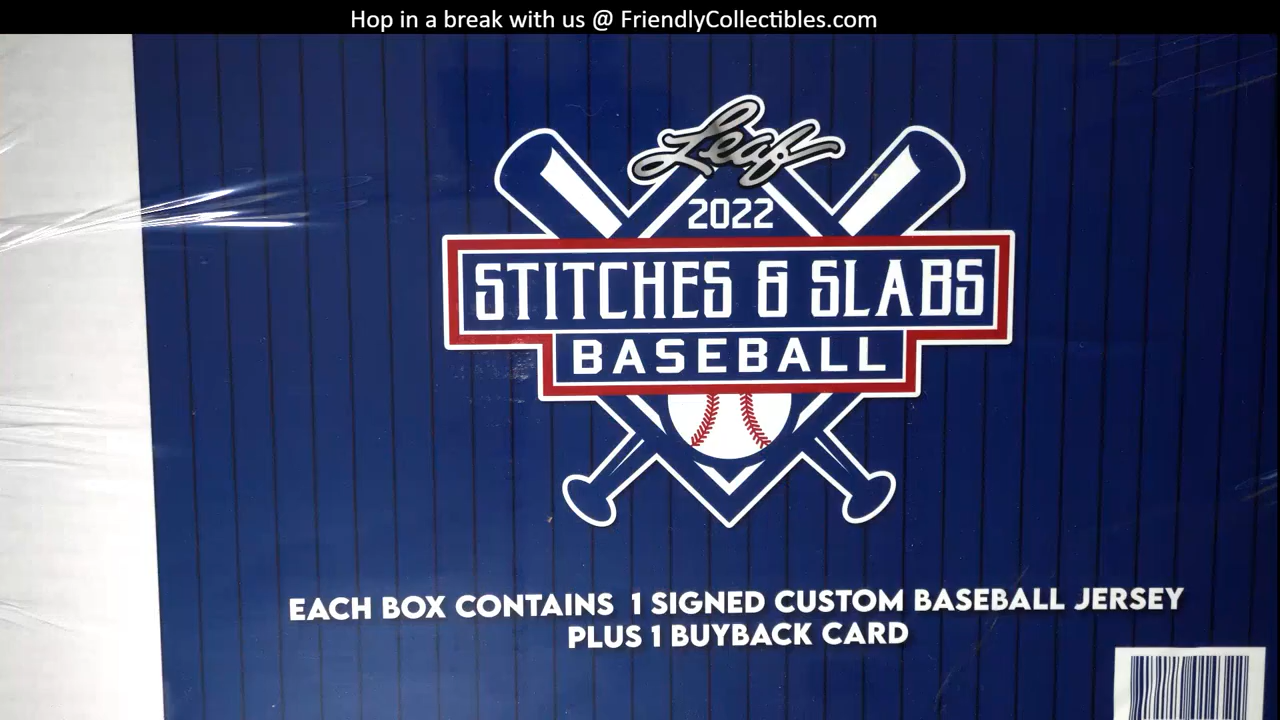 Hop in a break with us @ FriendlyCollectibles.com
Leaf
2022
STITCHES & SLABS
BASEBALL
EACH BOX CONTAINS 1 SIGNED CUSTOM BASEBALL JERSEY
PLUS 1 BUYBACK CARD